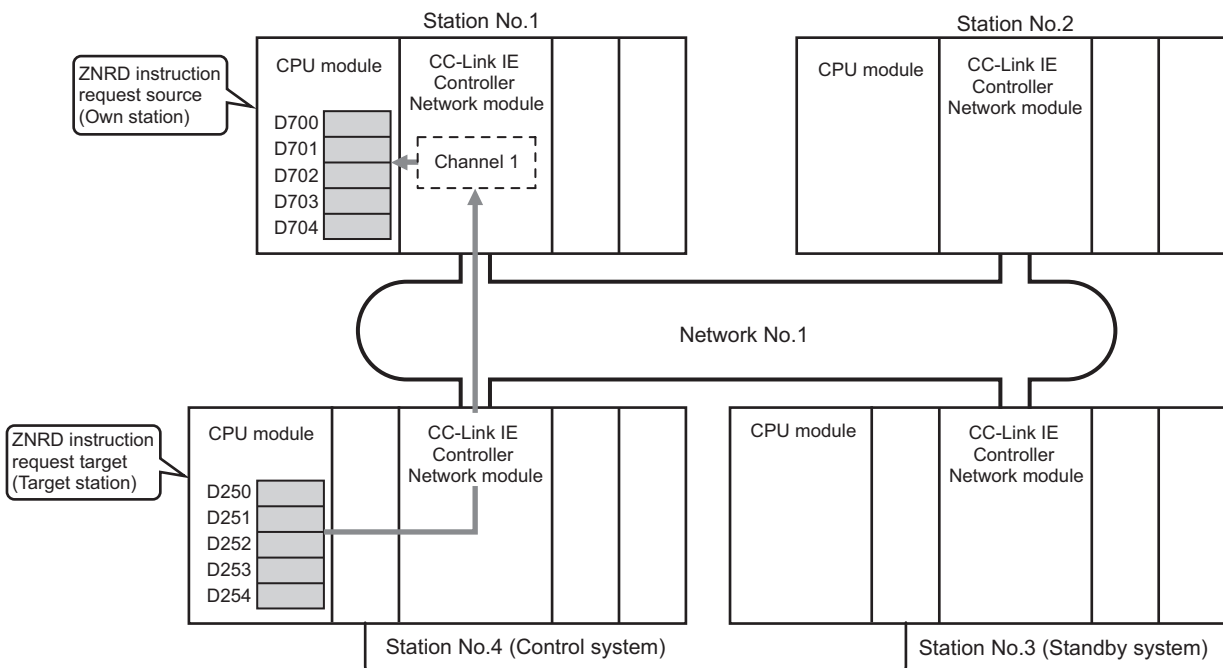 Station No.1
ZNRD instruction
request source
(Own station)
CPU module
D700
D701
D702
D703
D704
CC-Link IE
Controller
Network module
Channel 1
Station No.2
CPU module
CC-Link IE
Controller
Network module
Network No.1
ZNRD instruction
request target
(Target station)
CPU module
D250
D251
D252
D253
D254
CC-Link IE
Controller
Network module
Station No.4 (Control system)
CPU module
CC-Link IE
Controller
Network module
Station No.3 (Standby system)